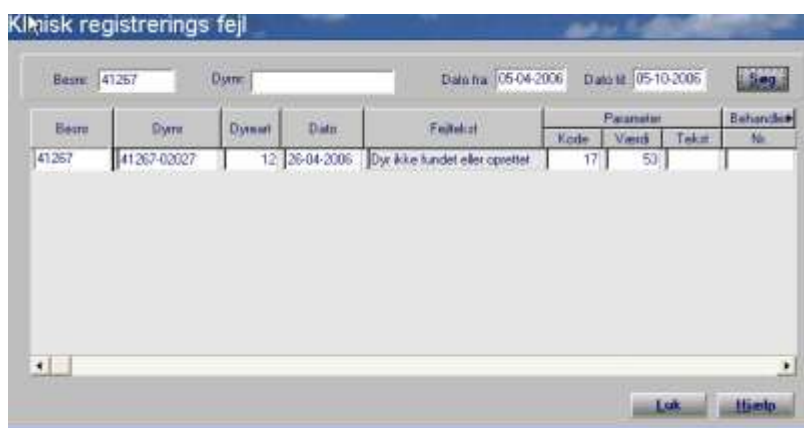 Klinisk registrerings fejl
Besnr. 41267 Dyrnr. Dato fra 05-04-2006 Dato til 05-10-2006 Søg
Besnr Dyrnr Dyreart Dato Fejltekst Parameter Behandler
Kode Værdi Tekst Nr.
41267 41267-02027 12 26-04-2006 Dyr ikke fundet eller oprettet 17 53
Luk Hjælp